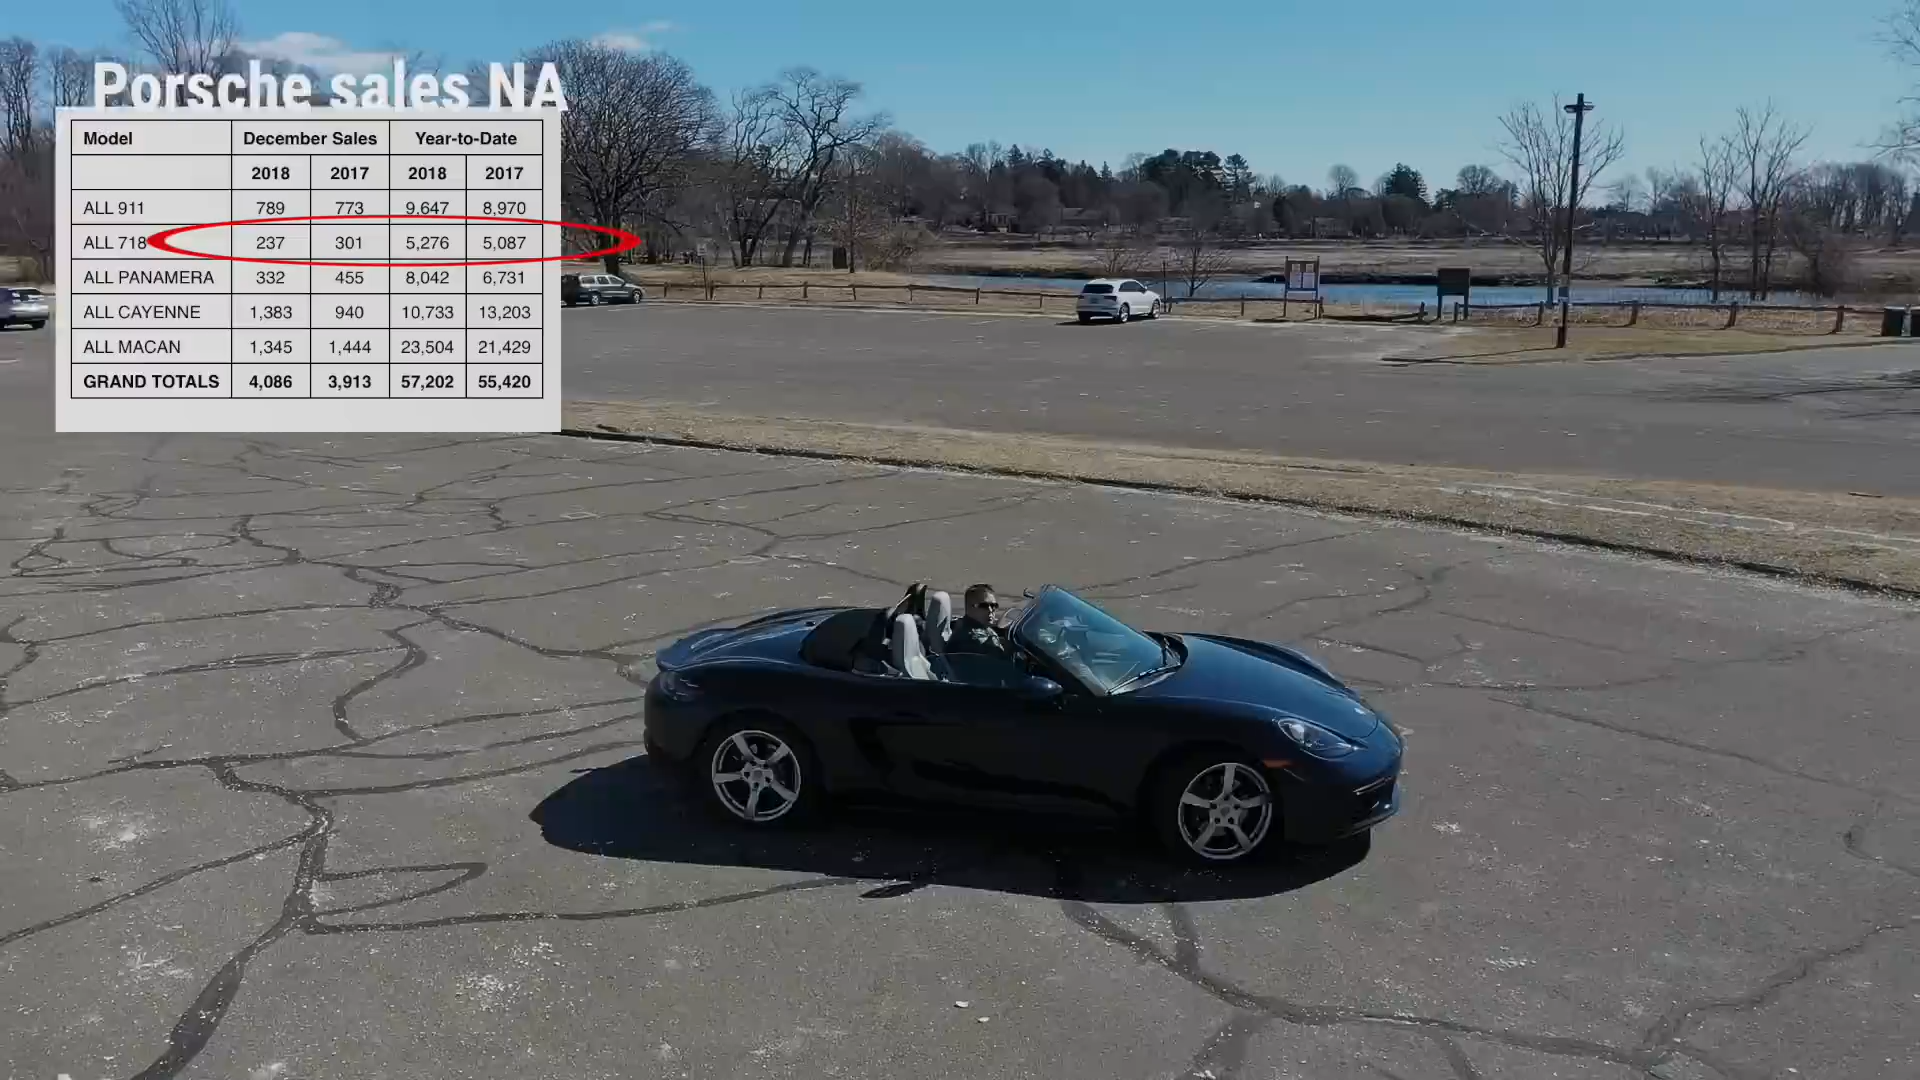 Porsche sales NA
Model December Sales Year-to-Date
2018 2017 2018 2017
ALL 911 789 773 9,647 8,970
ALL 718 237 301 5,276 5,087
ALL PANAMERA 332 455 8,042 6,731
ALL CAYENNE 1,383 940 10,733 13,203
ALL MACAN 1,345 1,444 23,504 21,429
GRAND TOTALS 4,086 3,913 57,202 55,420